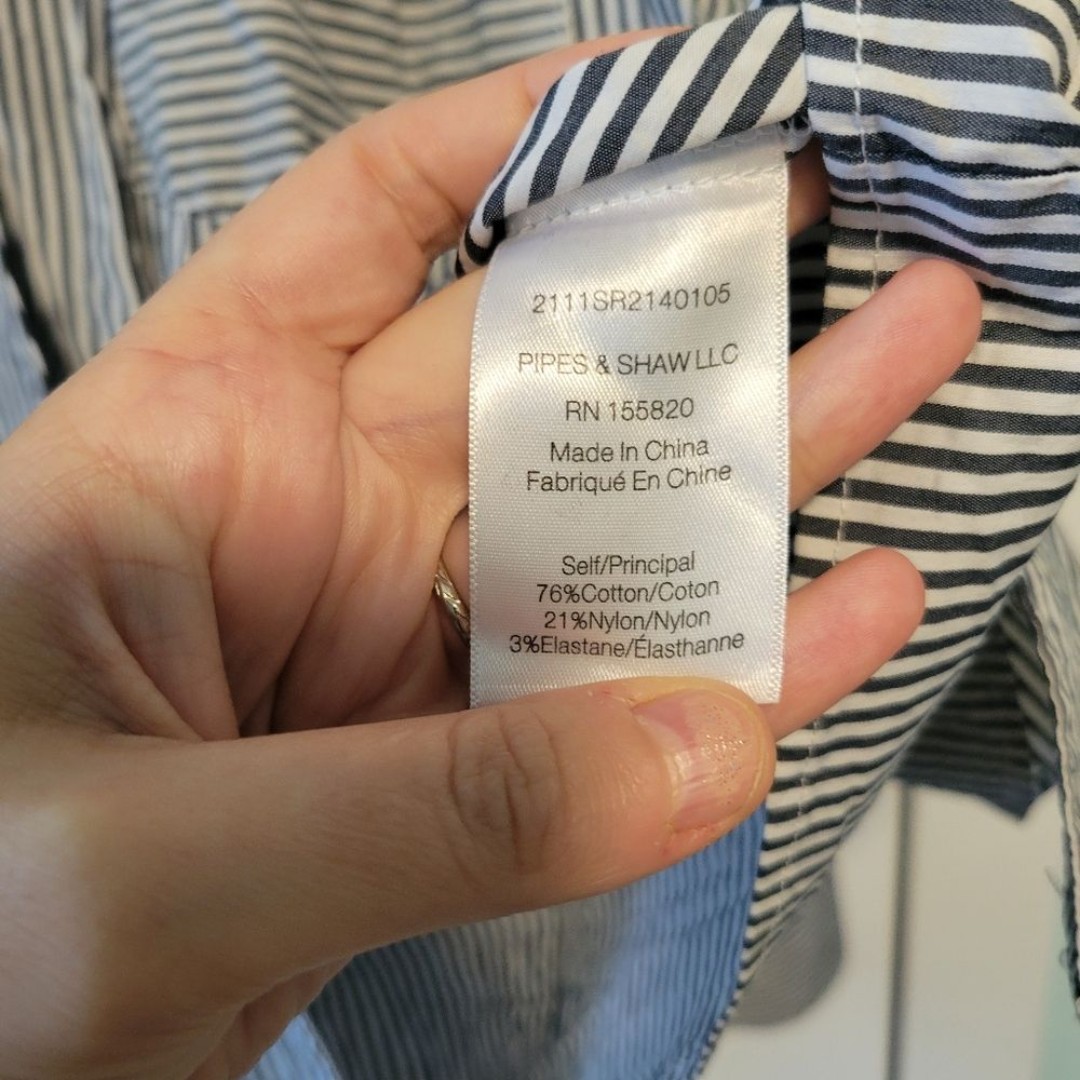 2111SR2140105
PIPES & SHAW LLC
RN 155820
Made In China
Fabriqué En Chine
Self/Principal
76%Cotton/Coton
21%Nylon/Nylon
3%Elastane/Élasthanne